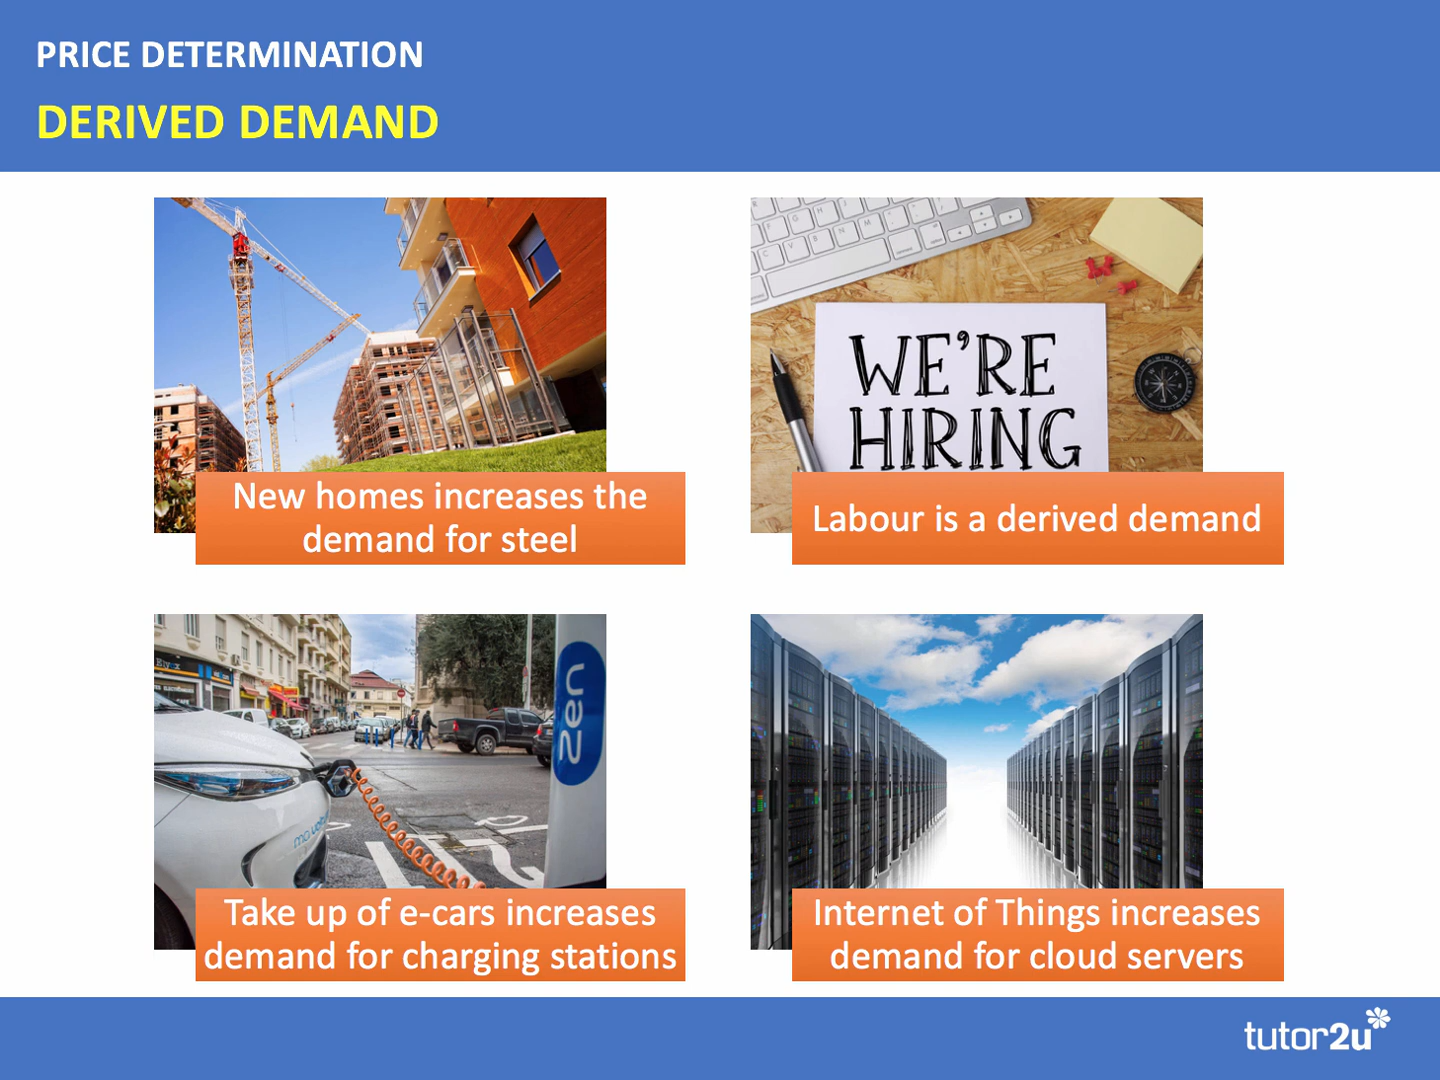 PRICE DETERMINATION
DERIVED DEMAND
WE'RE
HIRING
New homes increases the
demand for steel
Labour is a derived demand
zen
Take up of e-cars increases
demand for charging stations
Internet of Things increases
demand for cloud servers
tutor2u